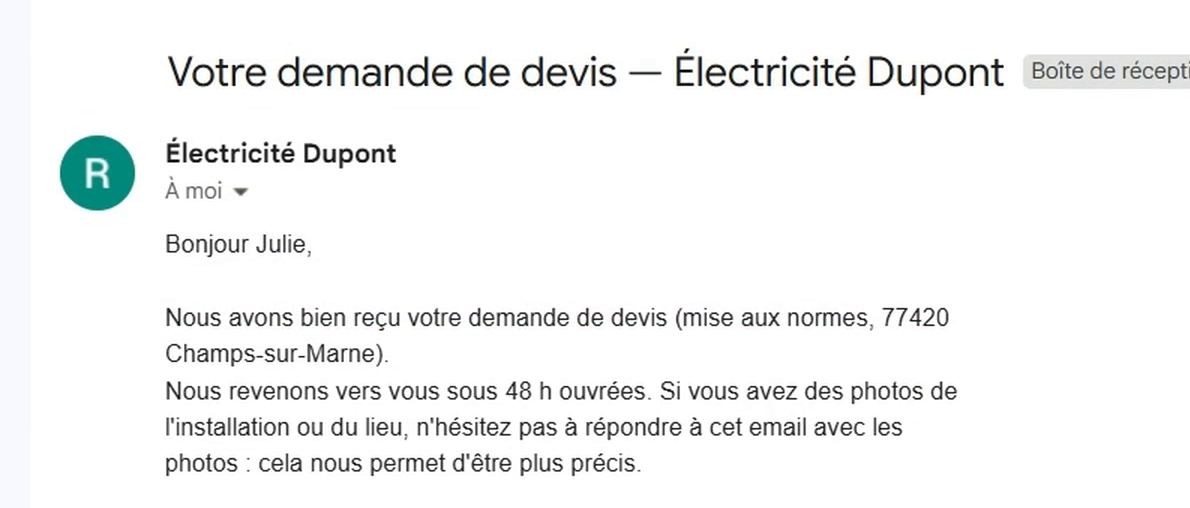 Votre demande de devis — Électricité Dupont Boîte de récepti
R
Électricité Dupont
À moi
Bonjour Julie,
Nous avons bien reçu votre demande de devis (mise aux normes, 77420
Champs-sur-Marne).
Nous revenons vers vous sous 48 h ouvrées. Si vous avez des photos de
l'installation ou du lieu, n'hésitez pas à répondre à cet email avec les
photos : cela nous permet d'être plus précis.